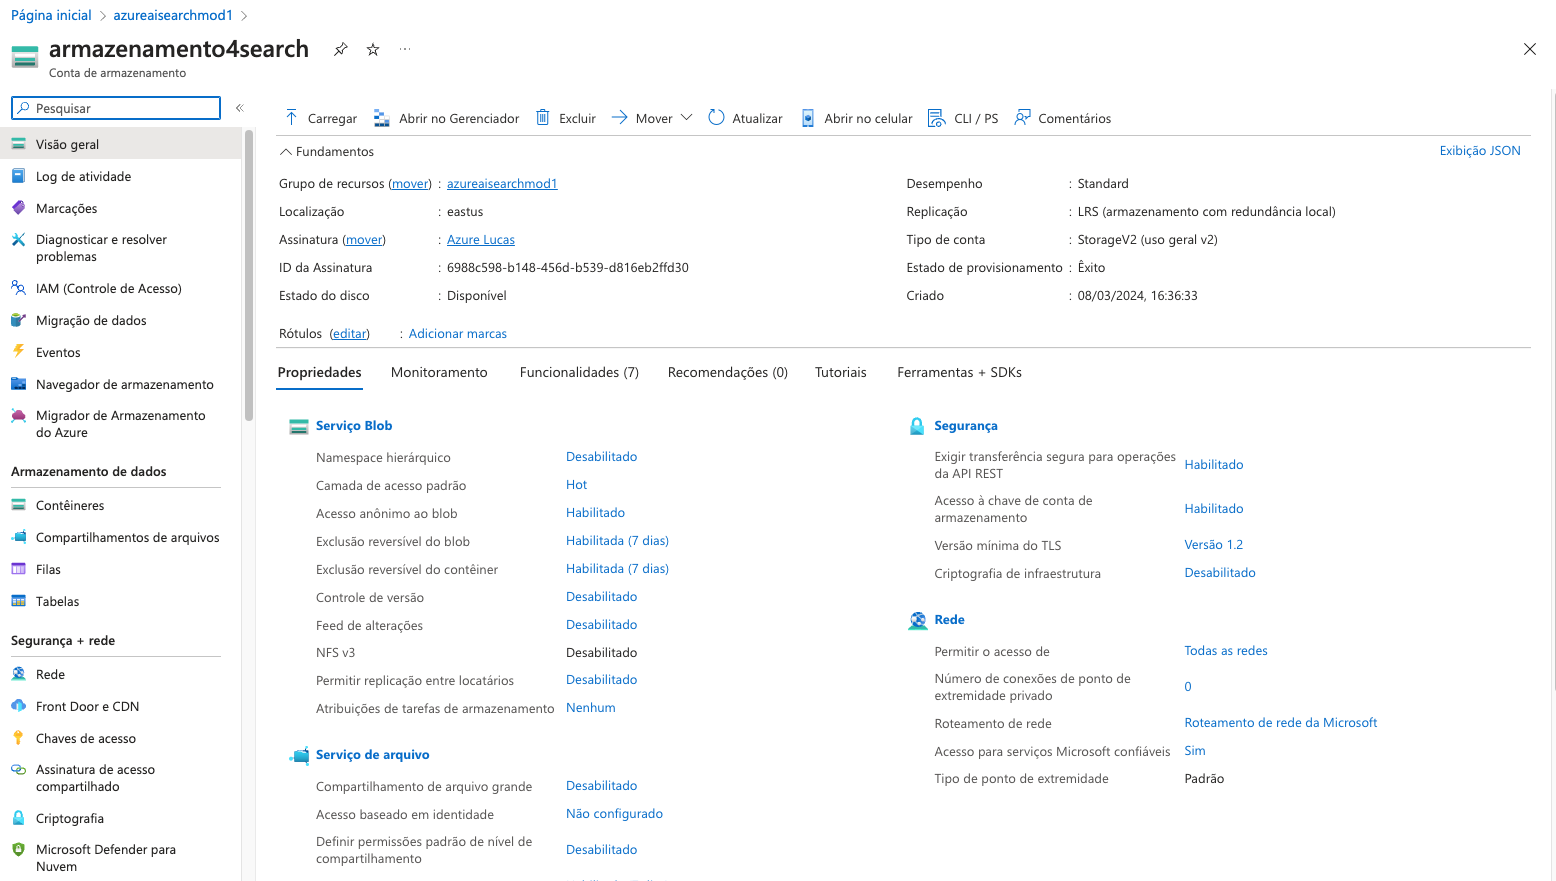 Página inicial > azureaisearchmod1 >
armazenamento4search
Conta de armazenamento
Pesquisar
Visão geral
Log de atividade
Marcações
Diagnosticar e resolver
problemas
IAM (Controle de Acesso)
Migração de dados
Eventos
Navegador de armazenamento
Migrador de Armazenamento
do Azure
Armazenamento de dados
Contêineres
Compartilhamentos de arquivos
Filas
Tabelas
Segurança + rede
Rede
Front Door e CDN
Chaves de acesso
Assinatura de acesso
compartilhado
Criptografia
Microsoft Defender para
Nuvem
Carregar Abrir no Gerenciador Excluir Mover Atualizar Abrir no celular CLI / PS Comentários
Fundamentos
Exibição JSON
Grupo de recursos (mover) : azureaisearchmod1
Localização : eastus
Assinatura (mover) : Azure Lucas
ID da Assinatura : 6988c598-b148-456d-b539-d816eb2ffd30
Estado do disco : Disponível
Desempenho : Standard
Replicação : LRS (armazenamento com redundância local)
Tipo de conta : StorageV2 (uso geral v2)
Estado de provisionamento : Êxito
Criado : 08/03/2024, 16:36:33
Rótulos (editar) : Adicionar marcas
Propriedades Monitoramento Funcionalidades (7) Recomendações (0) Tutoriais Ferramentas + SDKs
Serviço Blob
Namespace hierárquico Desabilitado
Camada de acesso padrão Hot
Acesso anônimo ao blob Habilitado
Exclusão reversível do blob Habilitada (7 dias)
Exclusão reversível do contêiner Habilitada (7 dias)
Controle de versão Desabilitado
Feed de alterações Desabilitado
NFS v3 Desabilitado
Permitir replicação entre locatários Desabilitado
Atribuições de tarefas de armazenamento Nenhum
Serviço de arquivo
Compartilhamento de arquivo grande Desabilitado
Acesso baseado em identidade Não configurado
Definir permissões padrão de nível de
compartilhamento Desabilitado
Segurança
Exigir transferência segura para operações
da API REST Habilitado
Acesso à chave de conta de
armazenamento Habilitado
Versão mínima do TLS Versão 1.2
Criptografia de infraestrutura Desabilitado
Rede
Permitir o acesso de Todas as redes
Número de conexões de ponto de
extremidade privado 0
Roteamento de rede Roteamento de rede da Microsoft
Acesso para serviços Microsoft confiáveis Sim
Tipo de ponto de extremidade Padrão